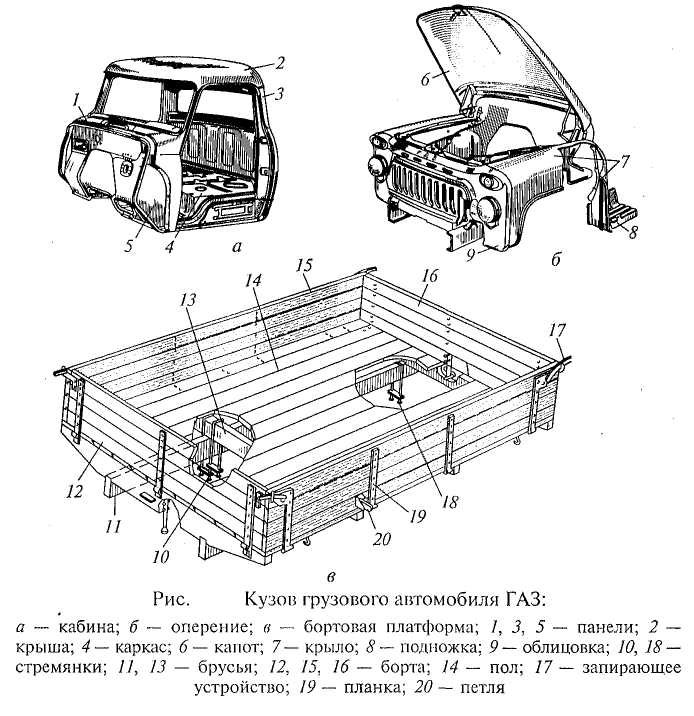 1
2
3
4
5
а
6
7
8
9
б
10
11
12
13
14
15
16
17
18
19
20
в
Рис. Кузов грузового автомобиля ГАЗ:
а — кабина; б — оперение; в — бортовая платформа; 1, 3, 5 — панели; 2 —
крыша; 4 — каркас; 6 — капот; 7 — крыло; 8 — подножка; 9 — облицовка; 10, 18 —
стремянки; 11, 13 — брусья; 12, 15, 16 — борта; 14 — пол; 17 — запирающее
устройство; 19 — планка; 20 — петля